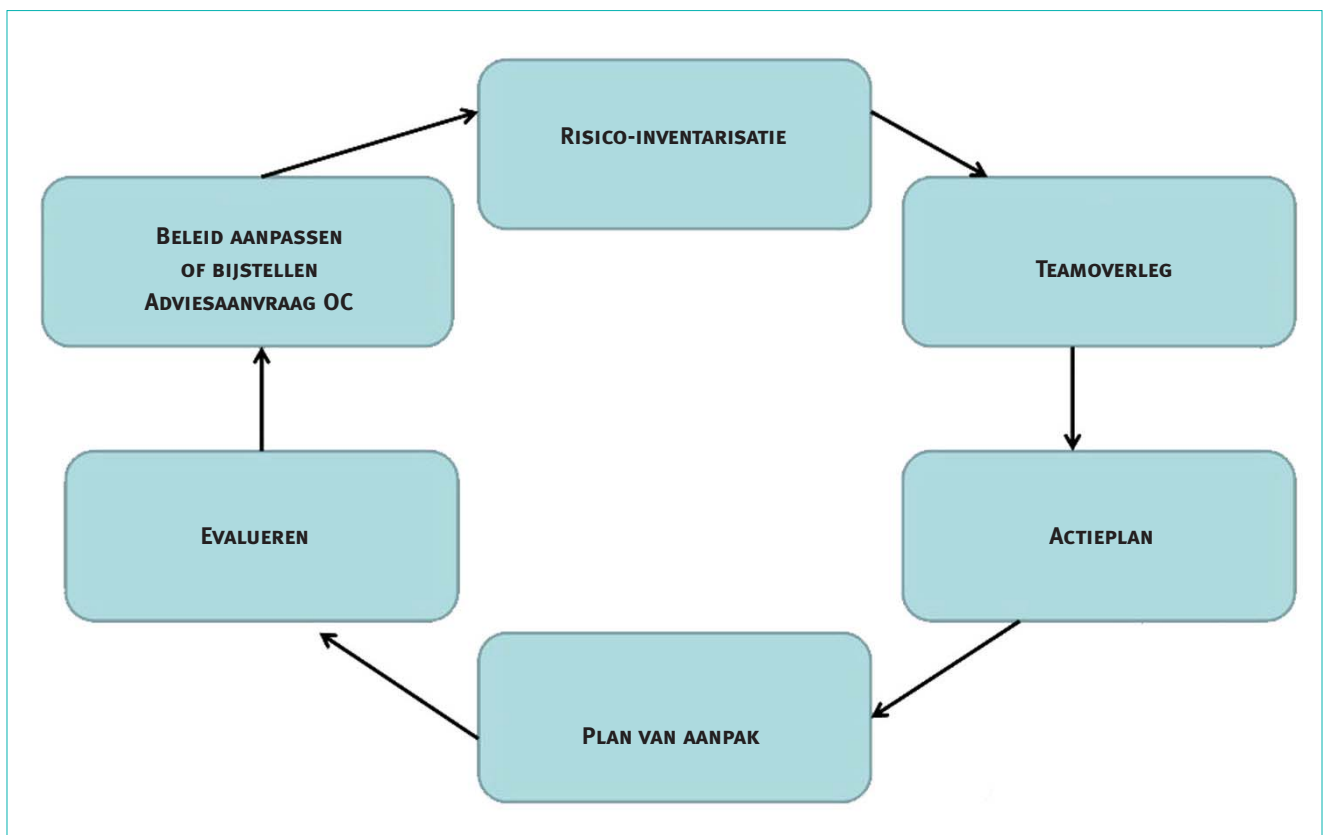 Risico-inventarisatie
Teamoverleg
Actieplan
Plan van aanpak
Evalueren
Beleid aanpassen
of bijstellen
Adviesaanvraag OC